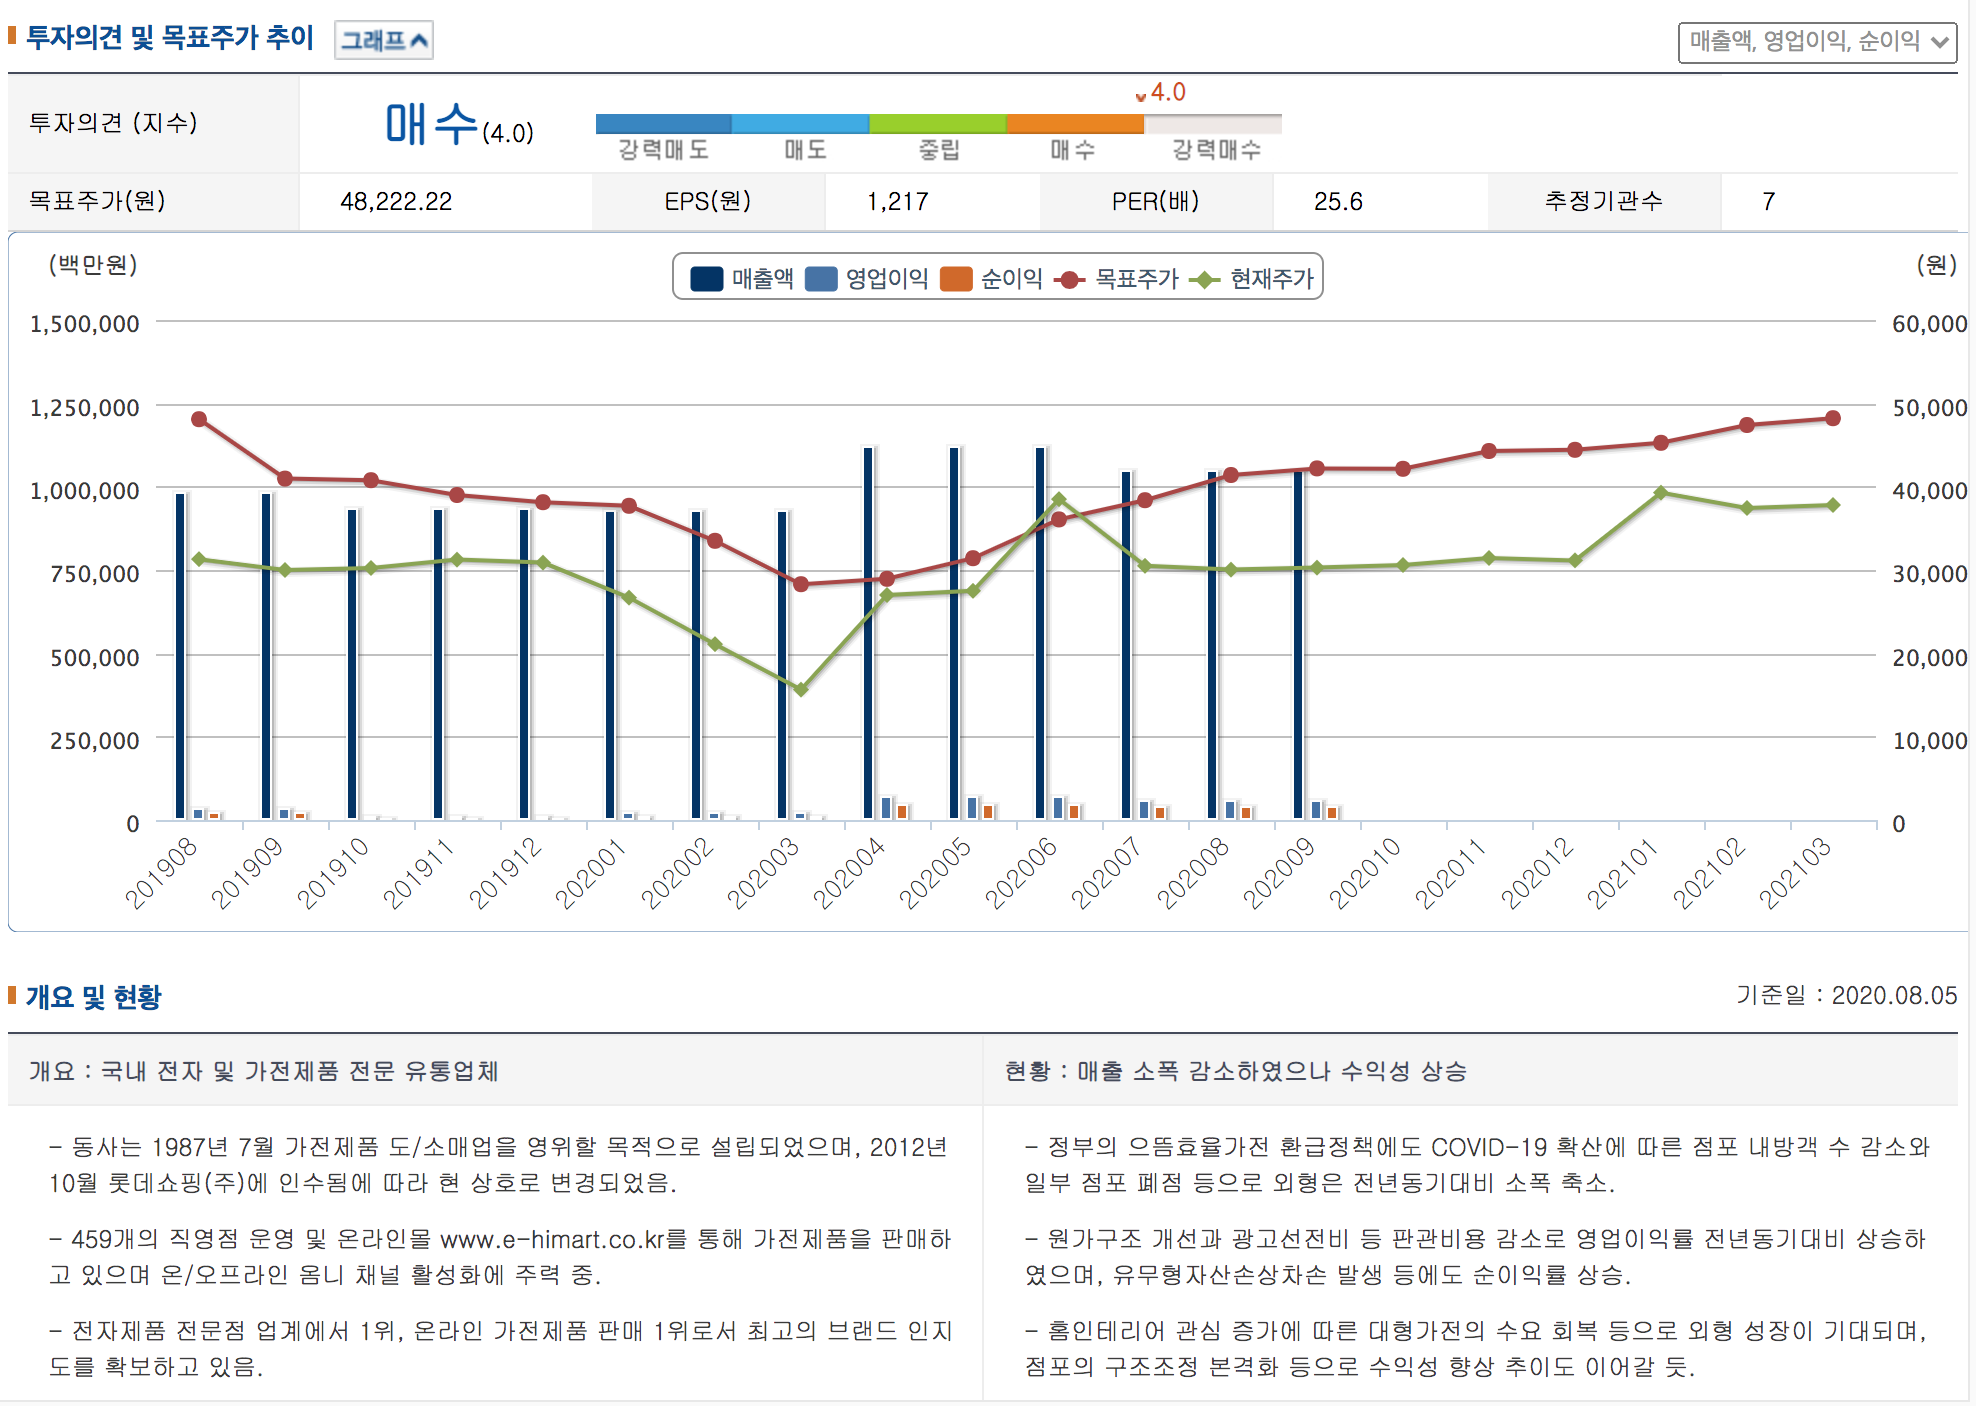 투자의견 및 목표주가 추이
그래프
매출액, 영업이익, 순이익
투자의견 (지수)
매수(4.0)
4.0
강력매도 매도 중립 매수 강력매수
목표주가(원) 48,222.22 EPS(원) 1,217 PER(배) 25.6 추정기관수 7
(백만원)
(원)
매출액 영업이익 순이익 목표주가 현재주가
1,500,000 60,000
1,250,000 50,000
1,000,000 40,000
750,000 30,000
500,000 20,000
250,000 10,000
0 0
201908 201909 201910 201911 201912 202001 202002 202003 202004 202005 202006 202007 202008 202009 202010 202011 202012 202101 202102 202103
개요 및 현황
기준일 : 2020.08.05
개요 : 국내 전자 및 가전제품 전문 유통업체
- 동사는 1987년 7월 가전제품 도/소매업을 영위할 목적으로 설립되었으며, 2012년
10월 롯데쇼핑(주)에 인수됨에 따라 현 상호로 변경되었음.
- 459개의 직영점 운영 및 온라인몰 www.e-himart.co.kr를 통해 가전제품을 판매하
고 있으며 온/오프라인 옴니 채널 활성화에 주력 중.
- 전자제품 전문점 업계에서 1위, 온라인 가전제품 판매 1위로서 최고의 브랜드 인지
도를 확보하고 있음.
현황 : 매출 소폭 감소하였으나 수익성 상승
- 정부의 으뜸효율가전 환급정책에도 COVID-19 확산에 따른 점포 내방객 수 감소와
일부 점포 폐점 등으로 외형은 전년동기대비 소폭 축소.
- 원가구조 개선과 광고선전비 등 판관비용 감소로 영업이익률 전년동기대비 상승하
였으며, 유무형자산손상차손 발생 등에도 순이익률 상승.
- 홈인테리어 관심 증가에 따른 대형가전의 수요 회복 등으로 외형 성장이 기대되며,
점포의 구조조정 본격화 등으로 수익성 향상 추이도 이어갈 듯.